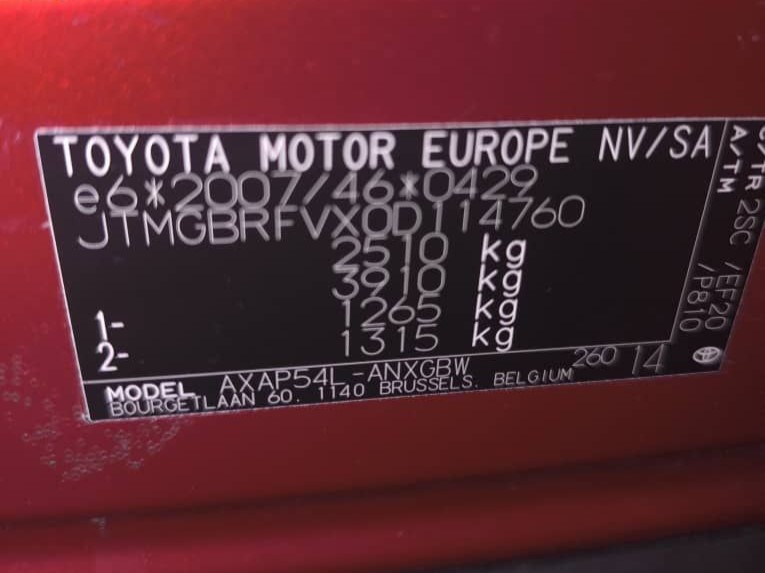 TOYOTA MOTOR EUROPE NV/SA
e6*2007/46*0429
JTMGBRFVX0D114760
2510 kg
3910 kg
1- 1265 kg
2- 1315 kg
MODEL AXAP54L-ANXGBW 260 14
BOURGETLAAN 60. 1140 BRUSSELS. BELGIUM
C/TR 2SC /EF20
A/TM /P810